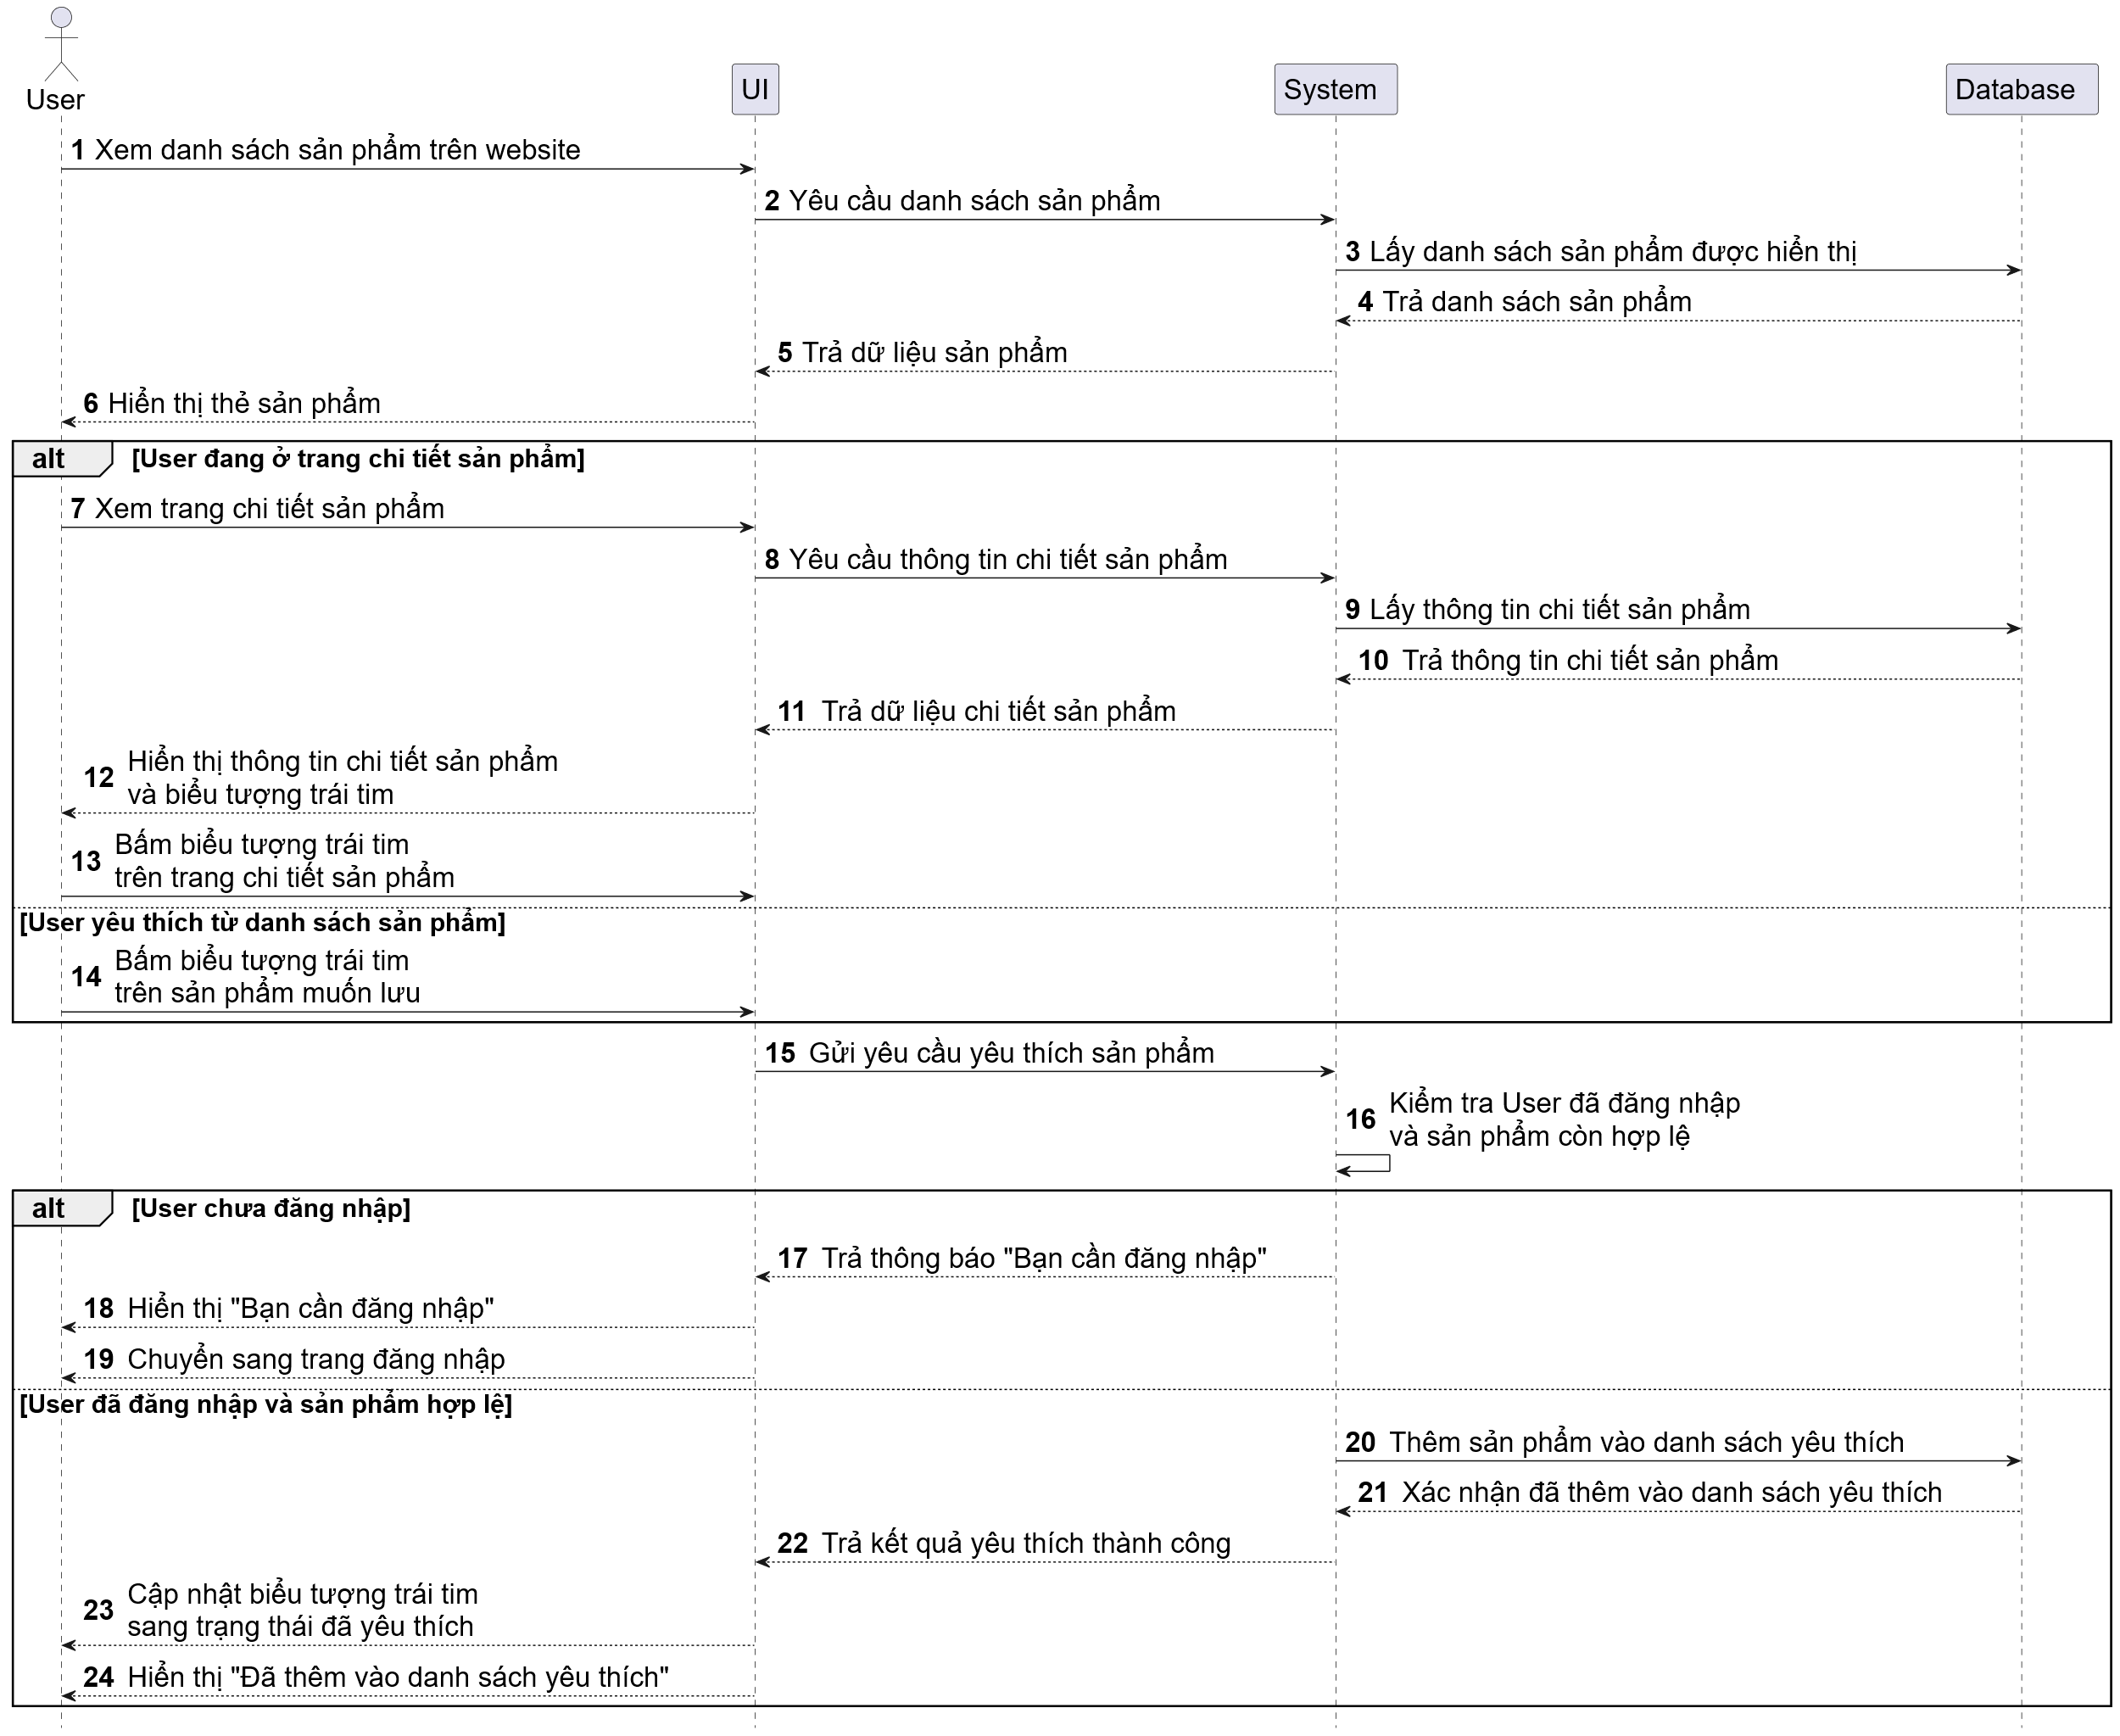 User
UI
System
Database
1 Xem danh sách sản phẩm trên website
2 Yêu cầu danh sách sản phẩm
3 Lấy danh sách sản phẩm được hiển thị
4 Trả danh sách sản phẩm
5 Trả dữ liệu sản phẩm
6 Hiển thị thẻ sản phẩm
alt [User đang ở trang chi tiết sản phẩm]
7 Xem trang chi tiết sản phẩm
8 Yêu cầu thông tin chi tiết sản phẩm
9 Lấy thông tin chi tiết sản phẩm
10 Trả thông tin chi tiết sản phẩm
11 Trả dữ liệu chi tiết sản phẩm
12 Hiển thị thông tin chi tiết sản phẩm
và biểu tượng trái tim
13 Bấm biểu tượng trái tim
trên trang chi tiết sản phẩm
[User yêu thích từ danh sách sản phẩm]
14 Bấm biểu tượng trái tim
trên sản phẩm muốn lưu
15 Gửi yêu cầu yêu thích sản phẩm
16 Kiểm tra User đã đăng nhập
và sản phẩm còn hợp lệ
alt [User chưa đăng nhập]
17 Trả thông báo "Bạn cần đăng nhập"
18 Hiển thị "Bạn cần đăng nhập"
19 Chuyển sang trang đăng nhập
[User đã đăng nhập và sản phẩm hợp lệ]
20 Thêm sản phẩm vào danh sách yêu thích
21 Xác nhận đã thêm vào danh sách yêu thích
22 Trả kết quả yêu thích thành công
23 Cập nhật biểu tượng trái tim
sang trạng thái đã yêu thích
24 Hiển thị "Đã thêm vào danh sách yêu thích"